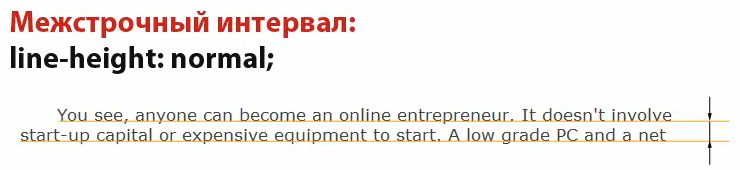 Межстрочный интервал:
line-height: normal;
You see, anyone can become an online entrepreneur. It doesn't involve
start-up capital or expensive equipment to start. A low grade PC and a net